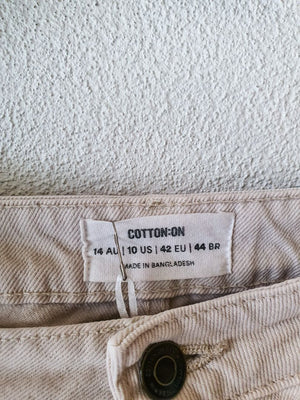 COTTON:ON
14 AU | 10 US | 42 EU | 44 BR
MADE IN BANGLADESH